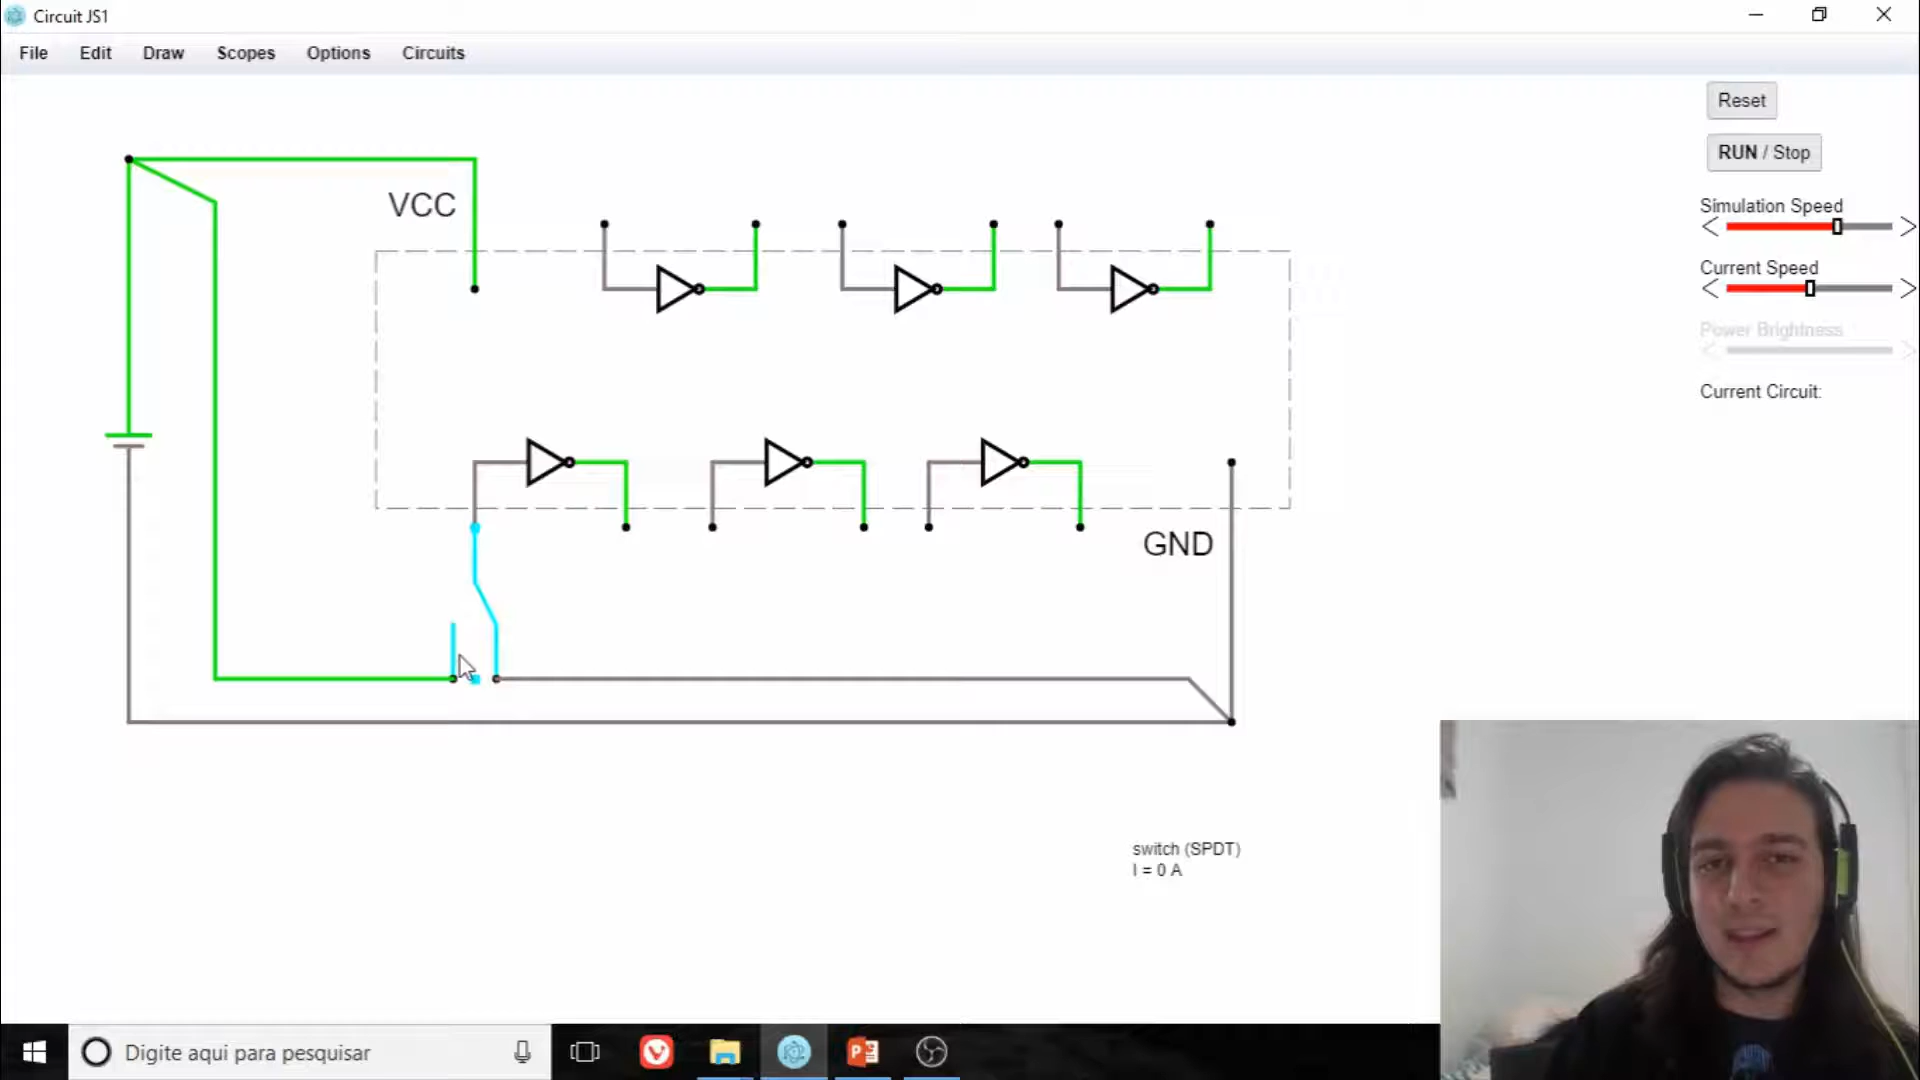 Circuit JS1
File Edit Draw Scopes Options Circuits
Reset
RUN / Stop
Simulation Speed
Current Speed
Power Brightness
Current Circuit:
VCC
GND
switch (SPDT)
I = 0 A
Digite aqui para pesquisar